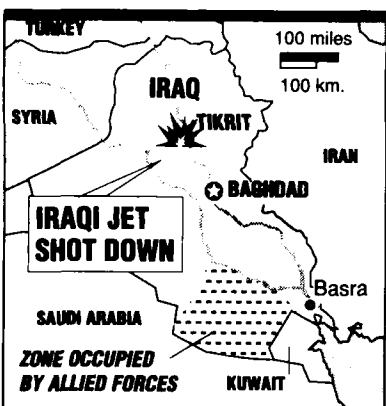 TURKEY
100 miles
100 km.
IRAQ
SYRIA
TIKRIT
IRAN
BAGHDAD
IRAQI JET
SHOT DOWN
Basra
SAUDI ARABIA
ZONE OCCUPIED
BY ALLIED FORCES
KUWAIT